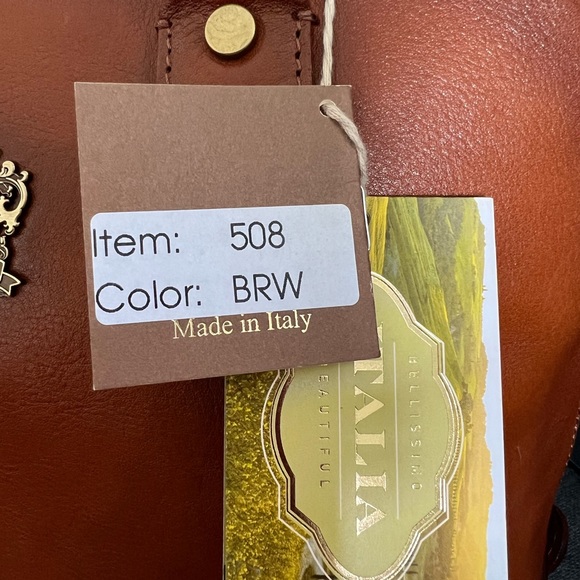 Item: 508
Color: BRW
Made in Italy
BELLISSIMO
ITALIA
BEAUTIFUL